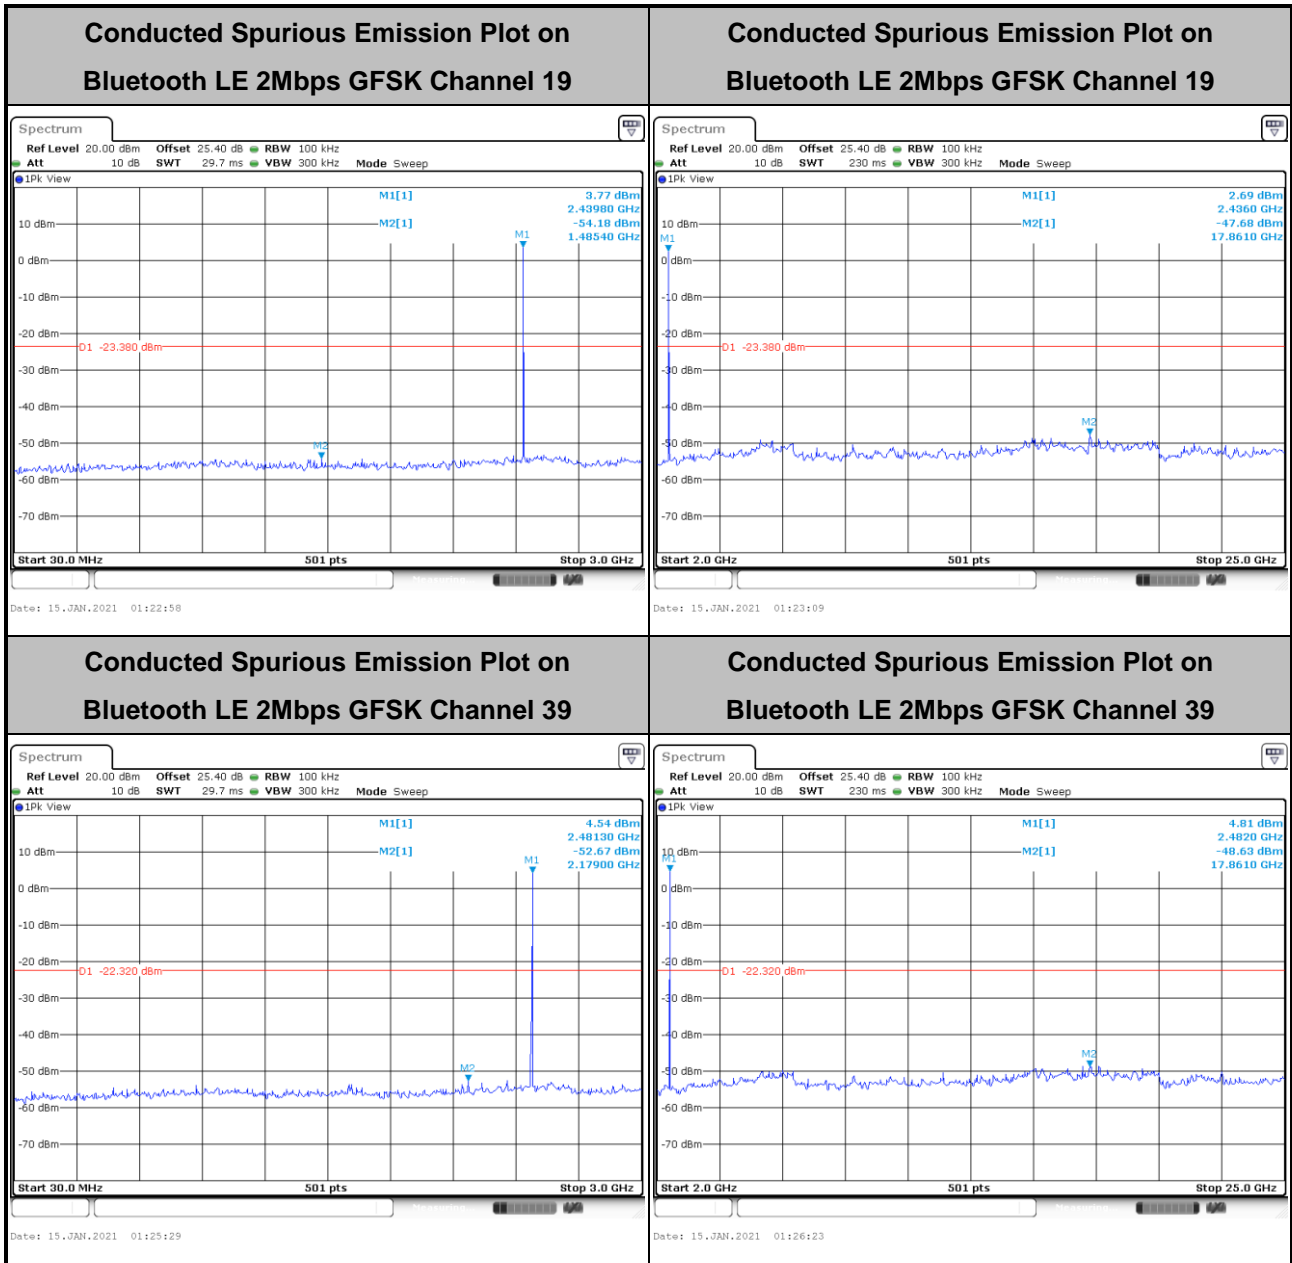 Conducted Spurious Emission Plot on
Bluetooth LE 2Mbps GFSK Channel 19
Spectrum
Ref Level 20.00 dBm Offset 25.40 dB RBW 100 kHz
Att 10 dB SWT 29.7 ms VBW 300 kHz Mode Sweep
1Pk View
M1[1] 3.77 dBm
2.43980 GHz
M2[1] -54.18 dBm
1.48540 GHz
10 dBm
M1
0 dBm
-10 dBm
-20 dBm
D1 -23.380 dBm
-30 dBm
-40 dBm
-50 dBm
M2
-60 dBm
-70 dBm
Start 30.0 MHz 501 pts Stop 3.0 GHz
Measuring
Date: 15.JAN.2021 01:22:58
Conducted Spurious Emission Plot on
Bluetooth LE 2Mbps GFSK Channel 19
Spectrum
Ref Level 20.00 dBm Offset 25.40 dB RBW 100 kHz
Att 10 dB SWT 230 ms VBW 300 kHz Mode Sweep
1Pk View
M1[1] 2.69 dBm
2.4360 GHz
M2[1] -47.68 dBm
17.8610 GHz
10 dBm
M1
0 dBm
-10 dBm
-20 dBm
D1 -23.380 dBm
-30 dBm
-40 dBm
M2
-50 dBm
-60 dBm
-70 dBm
Start 2.0 GHz 501 pts Stop 25.0 GHz
Measuring
Date: 15.JAN.2021 01:23:09
Conducted Spurious Emission Plot on
Bluetooth LE 2Mbps GFSK Channel 39
Spectrum
Ref Level 20.00 dBm Offset 25.40 dB RBW 100 kHz
Att 10 dB SWT 29.7 ms VBW 300 kHz Mode Sweep
1Pk View
M1[1] 4.54 dBm
2.48130 GHz
M2[1] -52.67 dBm
2.17900 GHz
10 dBm
M1
0 dBm
-10 dBm
-20 dBm
D1 -22.320 dBm
-30 dBm
-40 dBm
-50 dBm
M2
-60 dBm
-70 dBm
Start 30.0 MHz 501 pts Stop 3.0 GHz
Measuring
Date: 15.JAN.2021 01:25:29
Conducted Spurious Emission Plot on
Bluetooth LE 2Mbps GFSK Channel 39
Spectrum
Ref Level 20.00 dBm Offset 25.40 dB RBW 100 kHz
Att 10 dB SWT 230 ms VBW 300 kHz Mode Sweep
1Pk View
M1[1] 4.81 dBm
2.4820 GHz
M2[1] -48.63 dBm
17.8610 GHz
10 dBm
M1
0 dBm
-10 dBm
-20 dBm
D1 -22.320 dBm
-30 dBm
-40 dBm
M2
-50 dBm
-60 dBm
-70 dBm
Start 2.0 GHz 501 pts Stop 25.0 GHz
Measuring
Date: 15.JAN.2021 01:26:23